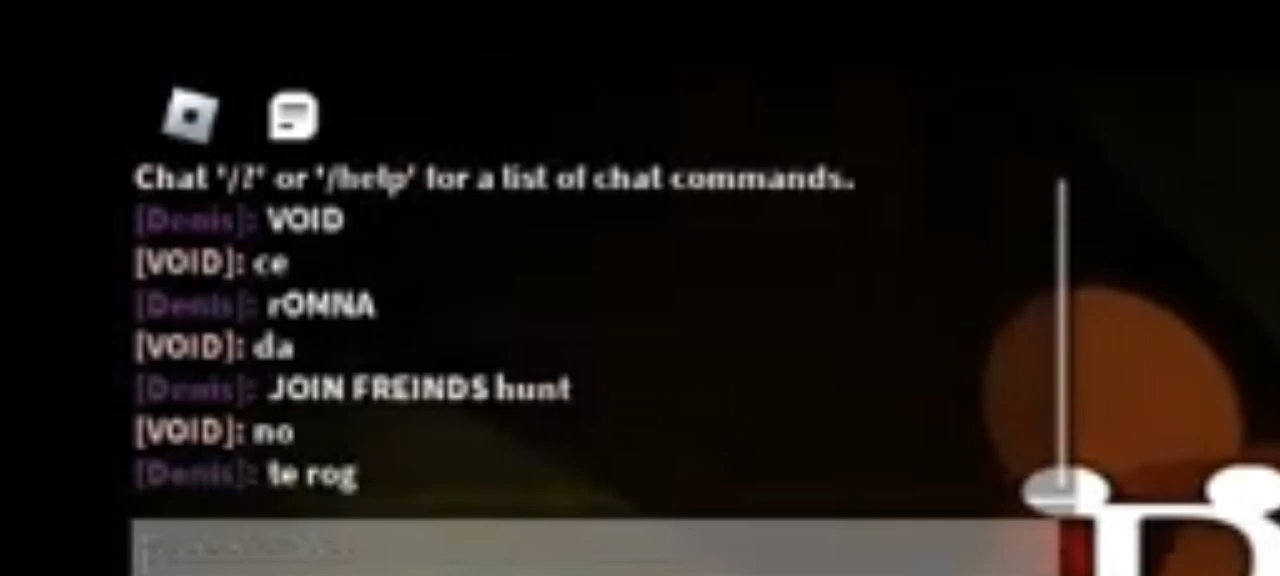 Chat '/?' or '/help' for a list of chat commands.
[Denis]: VOID
[VOID]: ce
[Denis]: rOMNA
[VOID]: da
[Denis]: JOIN FREINDS hunt
[VOID]: no
[Denis]: te rog